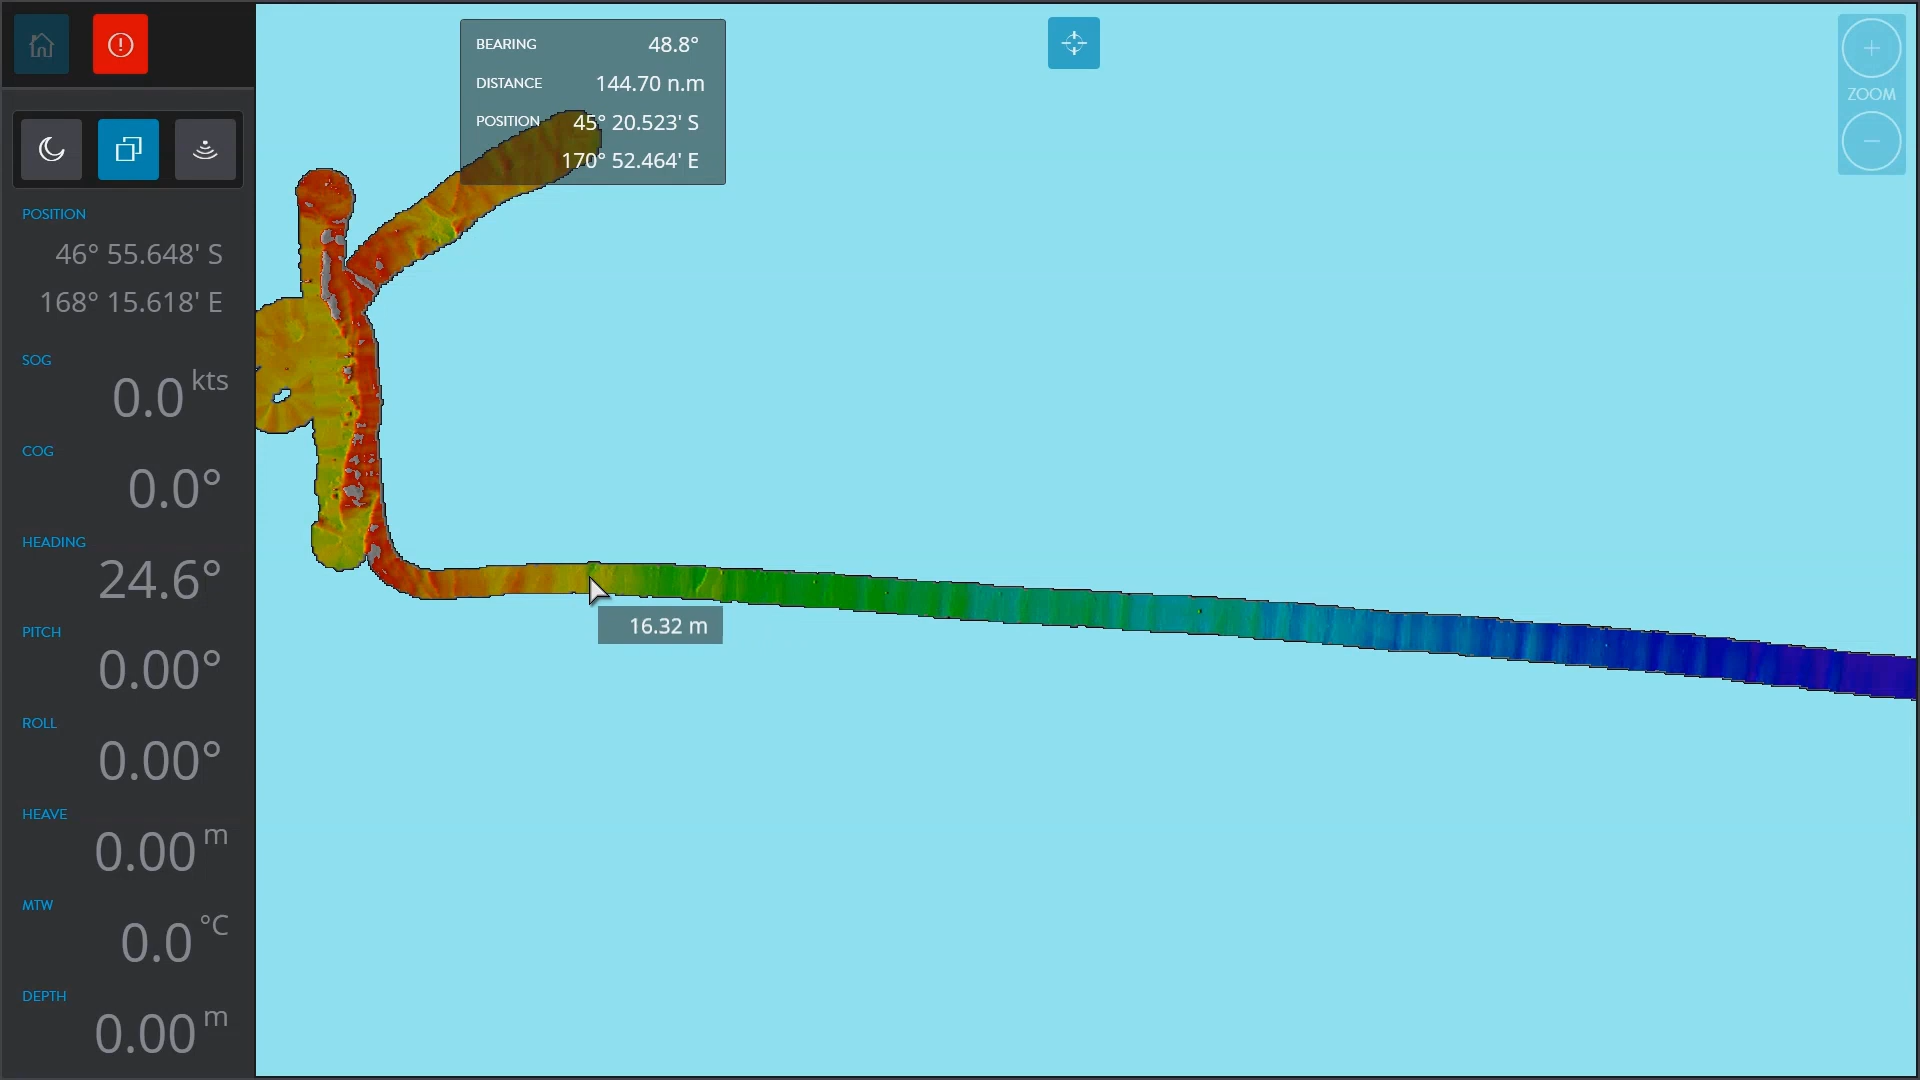 BEARING 48.8°
DISTANCE 144.70 n.m
POSITION 45° 20.523' S
170° 52.464' E
ZOOM
POSITION
46° 55.648' S
168° 15.618' E
SOG
0.0 kts
COG
0.0°
HEADING
24.6°
PITCH
0.00°
ROLL
0.00°
HEAVE
0.00 m
MTW
0.0 °C
DEPTH
0.00 m
16.32 m